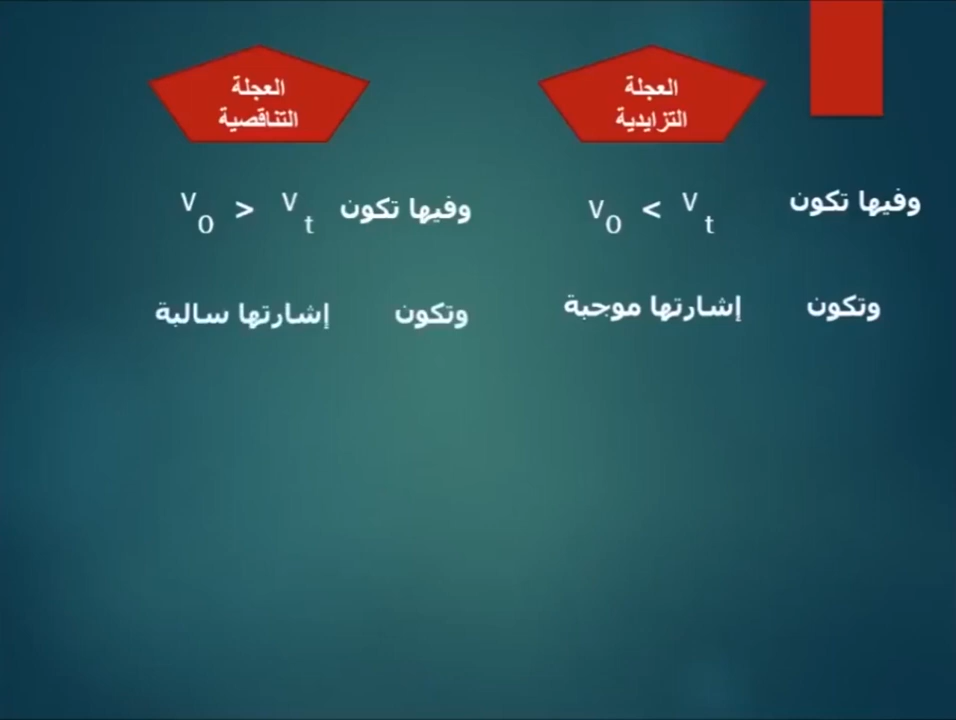 العجلة
التزايدية
وفيها تكون v0 < vt
وتكون إشارتها موجبة
العجلة
التناقصية
وفيها تكون v0 > vt
وتكون إشارتها سالبة